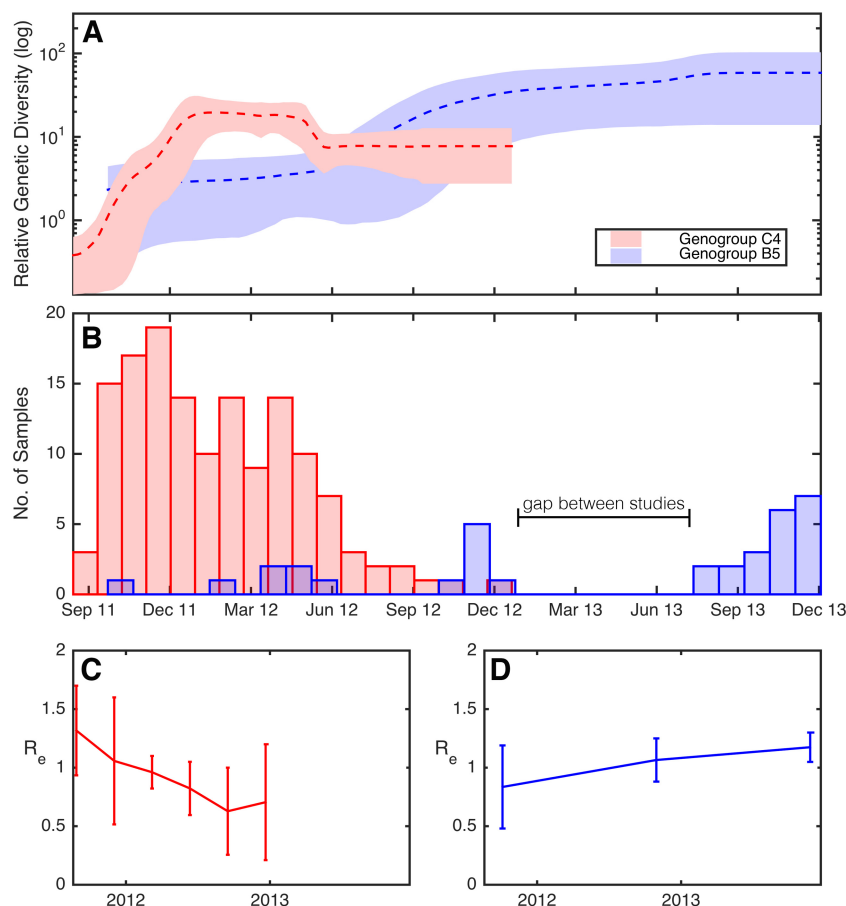 A
Relative Genetic Diversity (log)
10²
10¹
10⁰
Genogroup C4
Genogroup B5
B
No. of Samples
20
15
10
5
0
gap between studies
Sep 11 Dec 11 Mar 12 Jun 12 Sep 12 Dec 12 Mar 13 Jun 13 Sep 13 Dec 13
C
Rₑ
2
1.5
1
0.5
0
2012 2013
D
Rₑ
2
1.5
1
0.5
0
2012 2013